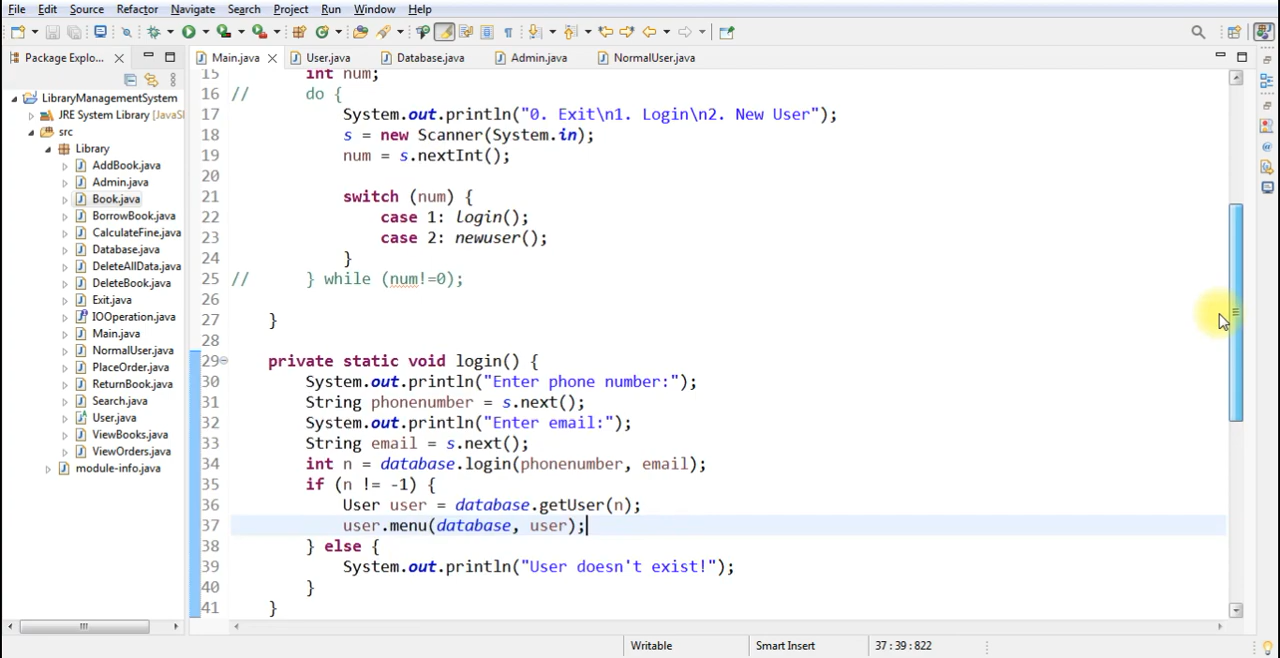 File Edit Source Refactor Navigate Search Project Run Window Help
Package Explo...
Main.java User.java Database.java Admin.java NormalUser.java
LibraryManagementSystem
JRE System Library [JavaS
src
Library
AddBook.java
Admin.java
Book.java
BorrowBook.java
CalculateFine.java
Database.java
DeleteAllData.java
DeleteBook.java
Exit.java
IOOperation.java
Main.java
NormalUser.java
PlaceOrder.java
ReturnBook.java
Search.java
User.java
ViewBooks.java
ViewOrders.java
module-info.java
15 int num;
16 // do {
17 System.out.println("0. Exit\n1. Login\n2. New User");
18 s = new Scanner(System.in);
19 num = s.nextInt();
20
21 switch (num) {
22 case 1: login();
23 case 2: newuser();
24 }
25 // } while (num!=0);
26
27 }
28
29 private static void login() {
30 System.out.println("Enter phone number:");
31 String phonenumber = s.next();
32 System.out.println("Enter email:");
33 String email = s.next();
34 int n = database.login(phonenumber, email);
35 if (n != -1) {
36 User user = database.getUser(n);
37 user.menu(database, user);
38 } else {
39 System.out.println("User doesn't exist!");
40 }
41 }
Writable Smart Insert 37 : 39 : 822